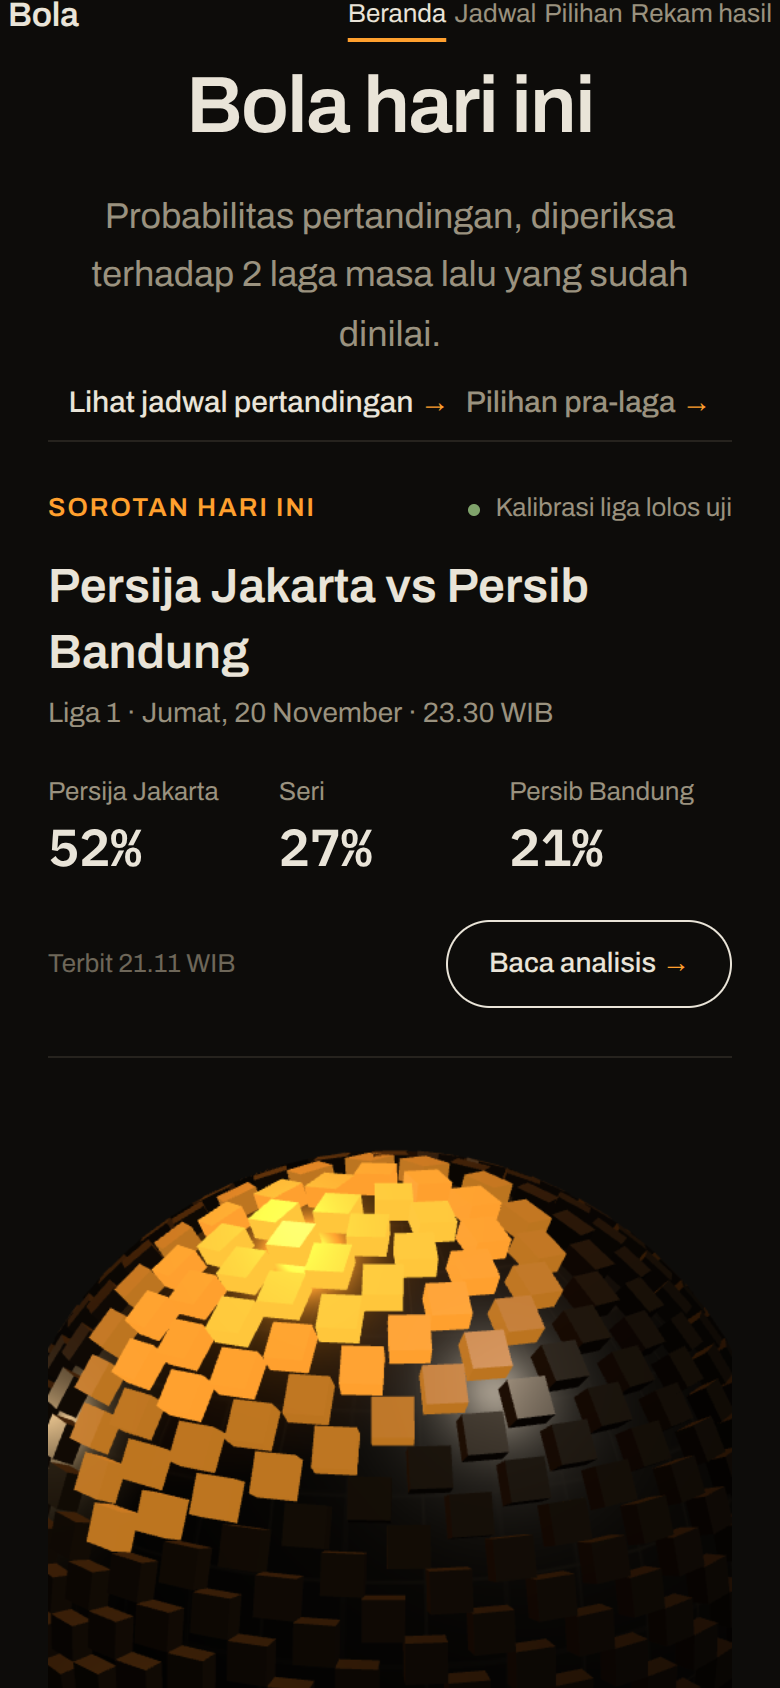 Bola
Beranda Jadwal Pilihan Rekam hasil
Bola hari ini
Probabilitas pertandingan, diperiksa
terhadap 2 laga masa lalu yang sudah
dinilai.
Lihat jadwal pertandingan → Pilihan pra-laga →
SOROTAN HARI INI
Kalibrasi liga lolos uji
Persija Jakarta vs Persib
Bandung
Liga 1 · Jumat, 20 November · 23.30 WIB
Persija Jakarta Seri Persib Bandung
52% 27% 21%
Terbit 21.11 WIB
Baca analisis →